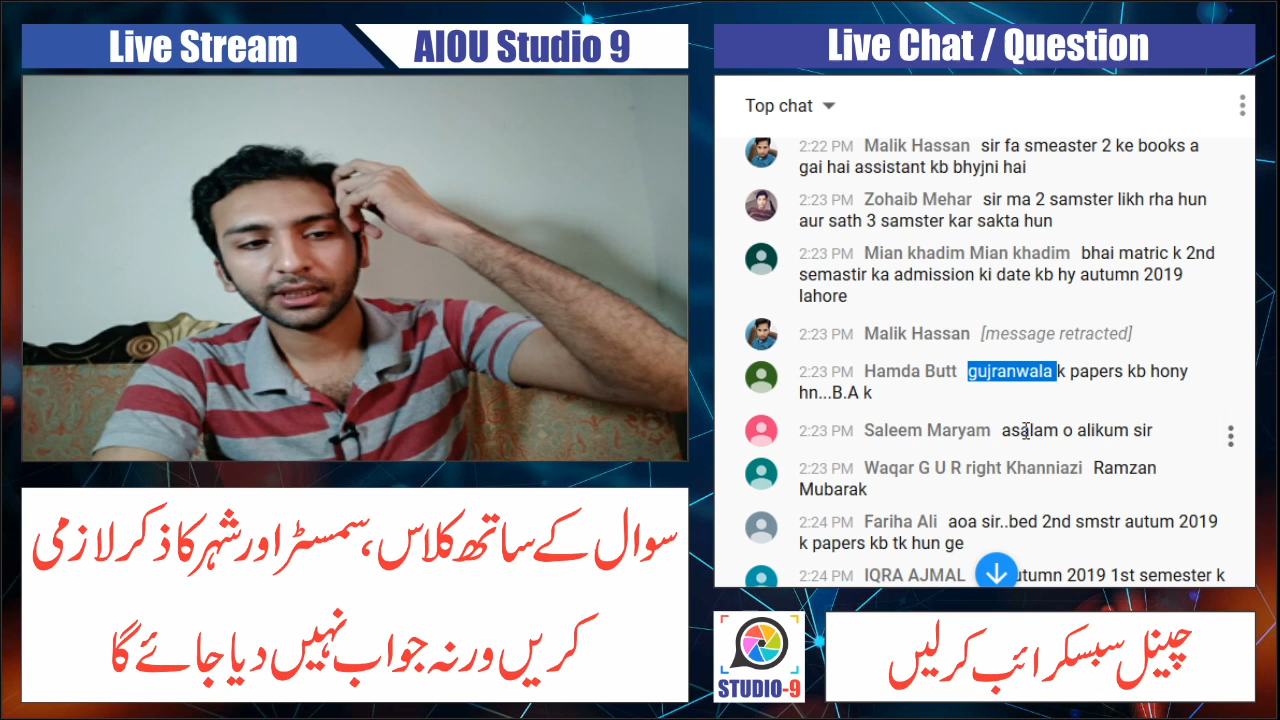 Live Stream
AIOU Studio 9
Live Chat / Question
Top chat
2:22 PM Malik Hassan sir fa smeaster 2 ke books a
gai hai assistant kb bhyjni hai
2:23 PM Zohaib Mehar sir ma 2 samster likh rha hun
aur sath 3 samster kar sakta hun
2:23 PM Mian khadim Mian khadim bhai matric k 2nd
semastir ka admission ki date kb hy autumn 2019
lahore
2:23 PM Malik Hassan [message retracted]
2:23 PM Hamda Butt gujranwala k papers kb hony
hn...B.A k
2:23 PM Saleem Maryam asalam o alikum sir
2:23 PM Waqar G U R right Khanniazi Ramzan
Mubarak
2:24 PM Fariha Ali aoa sir..bed 2nd smstr autum 2019
k papers kb tk hun ge
2:24 PM IQRA AJMAL utumn 2019 1st semester k
سوال کے ساتھ کلاس، سمسٹر اور شہر کا ذکر لازمی
کریں ورنہ جواب نہیں دیا جائے گا
STUDIO-9
چینل سبسکرائب کر لیں